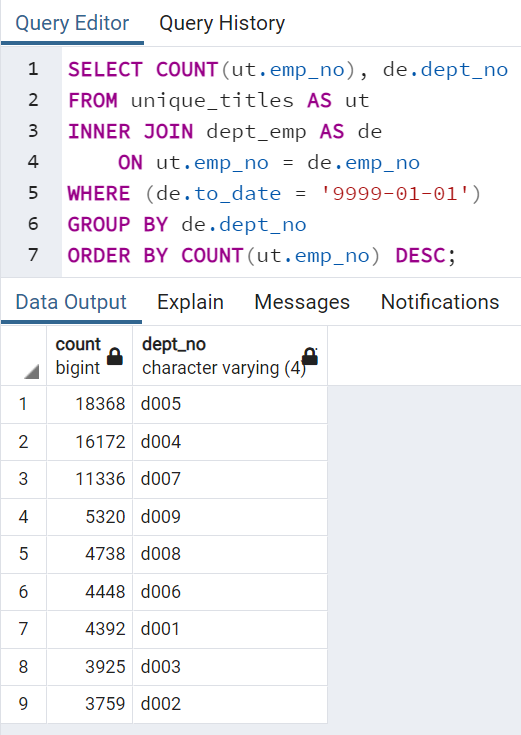 Query Editor Query History
1 SELECT COUNT(ut.emp_no), de.dept_no
2 FROM unique_titles AS ut
3 INNER JOIN dept_emp AS de
4 ON ut.emp_no = de.emp_no
5 WHERE (de.to_date = '9999-01-01')
6 GROUP BY de.dept_no
7 ORDER BY COUNT(ut.emp_no) DESC;
Data Output Explain Messages Notifications
count dept_no
bigint character varying (4)
1 18368 d005
2 16172 d004
3 11336 d007
4 5320 d009
5 4738 d008
6 4448 d006
7 4392 d001
8 3925 d003
9 3759 d002